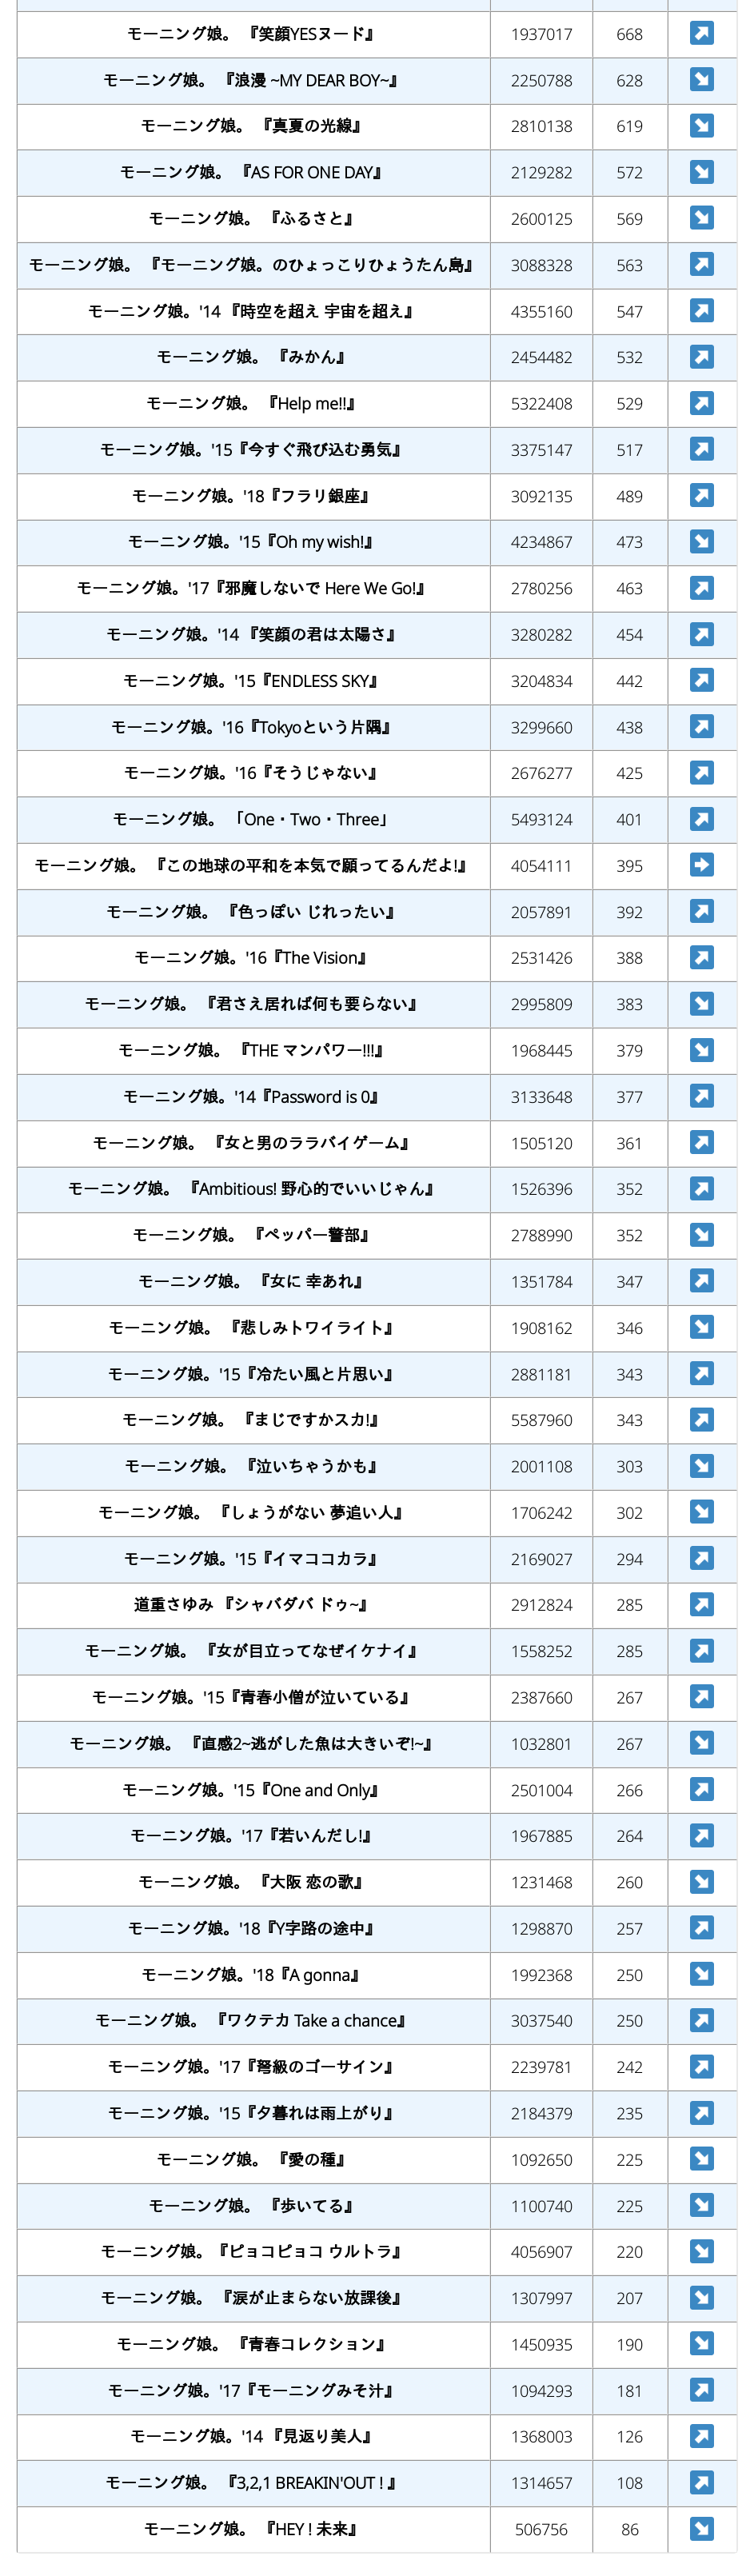 モーニング娘。 『笑顔YESヌード』 1937017 668 ↗
モーニング娘。 『浪漫 ~MY DEAR BOY~』 2250788 628 ↘
モーニング娘。 『真夏の光線』 2810138 619 ↘
モーニング娘。 『AS FOR ONE DAY』 2129282 572 ↘
モーニング娘。 『ふるさと』 2600125 569 ↘
モーニング娘。 『モーニング娘。のひょっこりひょうたん島』 3088328 563 ↗
モーニング娘。'14 『時空を超え 宇宙を超え』 4355160 547 ↗
モーニング娘。 『みかん』 2454482 532 ↗
モーニング娘。 『Help me!!』 5322408 529 ↗
モーニング娘。'15『今すぐ飛び込む勇気』 3375147 517 ↗
モーニング娘。'18『フラリ銀座』 3092135 489 ↗
モーニング娘。'15『Oh my wish!』 4234867 473 ↘
モーニング娘。'17『邪魔しないで Here We Go!』 2780256 463 ↗
モーニング娘。'14 『笑顔の君は太陽さ』 3280282 454 ↗
モーニング娘。'15『ENDLESS SKY』 3204834 442 ↗
モーニング娘。'16『Tokyoという片隅』 3299660 438 ↗
モーニング娘。'16『そうじゃない』 2676277 425 ↗
モーニング娘。 「One・Two・Three」 5493124 401 ↗
モーニング娘。 『この地球の平和を本気で願ってるんだよ!』 4054111 395 ➡
モーニング娘。 『色っぽい じれったい』 2057891 392 ↗
モーニング娘。'16『The Vision』 2531426 388 ↗
モーニング娘。 『君さえ居れば何も要らない』 2995809 383 ↘
モーニング娘。 『THE マンパワー!!!』 1968445 379 ↘
モーニング娘。'14『Password is 0』 3133648 377 ↗
モーニング娘。 『女と男のララバイゲーム』 1505120 361 ↗
モーニング娘。 『Ambitious! 野心的でいいじゃん』 1526396 352 ↗
モーニング娘。 『ペッパー警部』 2788990 352 ↘
モーニング娘。 『女に 幸あれ』 1351784 347 ↗
モーニング娘。 『悲しみトワイライト』 1908162 346 ↘
モーニング娘。'15『冷たい風と片思い』 2881181 343 ↗
モーニング娘。 『まじですかスカ!』 5587960 343 ↗
モーニング娘。 『泣いちゃうかも』 2001108 303 ↘
モーニング娘。 『しょうがない 夢追い人』 1706242 302 ↘
モーニング娘。'15『イマココカラ』 2169027 294 ↗
道重さゆみ 『シャバダバ ドゥ~』 2912824 285 ↗
モーニング娘。 『女が目立ってなぜイケナイ』 1558252 285 ↗
モーニング娘。'15『青春小僧が泣いている』 2387660 267 ↗
モーニング娘。 『直感2~逃がした魚は大きいぞ!~』 1032801 267 ↘
モーニング娘。'15『One and Only』 2501004 266 ↗
モーニング娘。'17『若いんだし!』 1967885 264 ↗
モーニング娘。 『大阪 恋の歌』 1231468 260 ↘
モーニング娘。'18『Y字路の途中』 1298870 257 ↗
モーニング娘。'18『A gonna』 1992368 250 ↘
モーニング娘。 『ワクテカ Take a chance』 3037540 250 ↗
モーニング娘。'17『弩級のゴーサイン』 2239781 242 ↗
モーニング娘。'15『夕暮れは雨上がり』 2184379 235 ↗
モーニング娘。 『愛の種』 1092650 225 ↘
モーニング娘。 『歩いてる』 1100740 225 ↘
モーニング娘。『ピョコピョコ ウルトラ』 4056907 220 ↘
モーニング娘。 『涙が止まらない放課後』 1307997 207 ↘
モーニング娘。 『青春コレクション』 1450935 190 ↘
モーニング娘。'17『モーニングみそ汁』 1094293 181 ↗
モーニング娘。'14 『見返り美人』 1368003 126 ↗
モーニング娘。 『3,2,1 BREAKIN'OUT ! 』 1314657 108 ↗
モーニング娘。 『HEY ! 未来』 506756 86 ↘